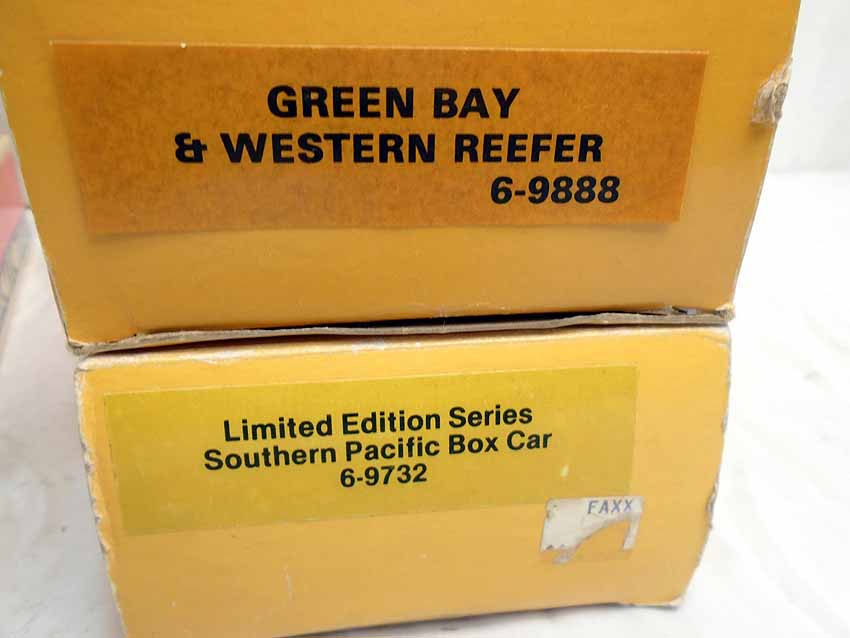 GREEN BAY
& WESTERN REEFER
6-9888
Limited Edition Series
Southern Pacific Box Car
6-9732
FAXX